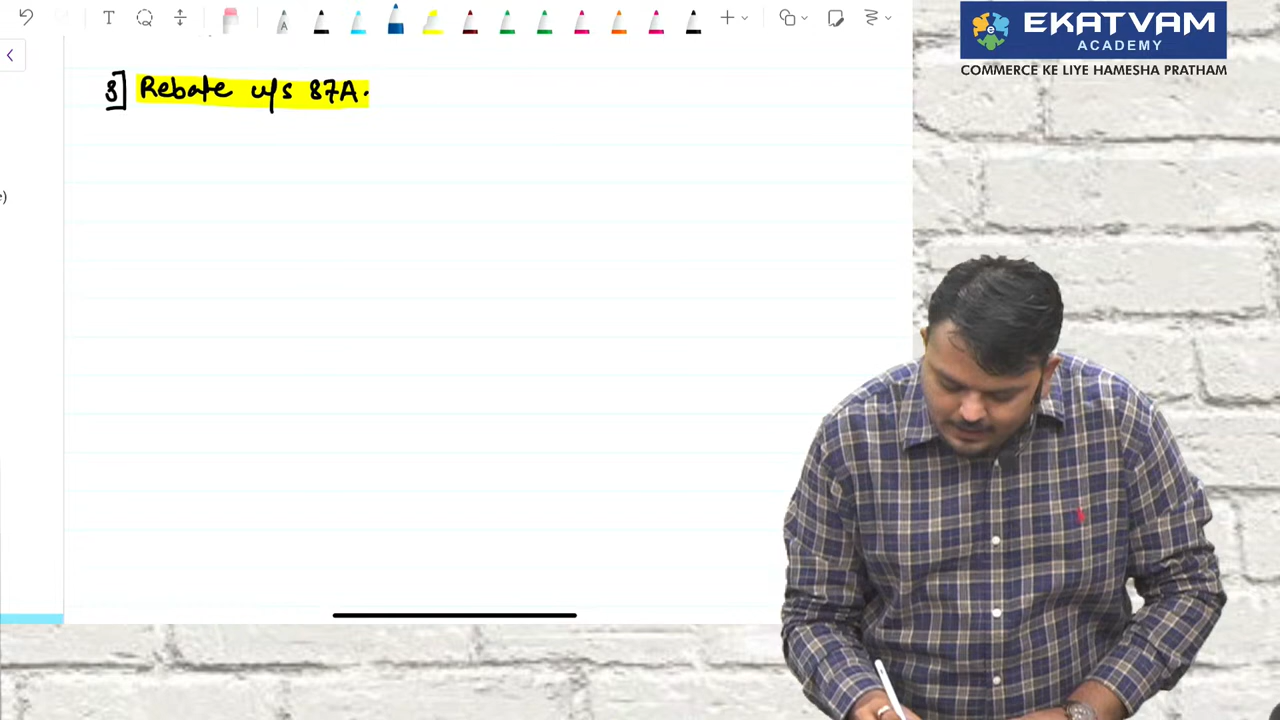 EKATVAM
ACADEMY
COMMERCE KE LIYE HAMESHA PRATHAM
8] Rebate u/s 87A.
e)
T
A